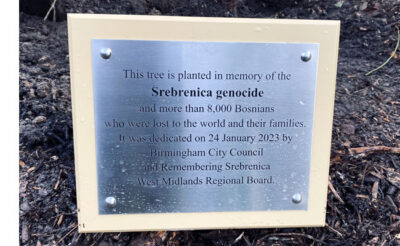 This tree is planted in memory of the
Srebrenica genocide
and more than 8,000 Bosnians
who were lost to the world and their families.
It was dedicated on 24 January 2023 by
Birmingham City Council
and Remembering Srebrenica
West Midlands Regional Board.